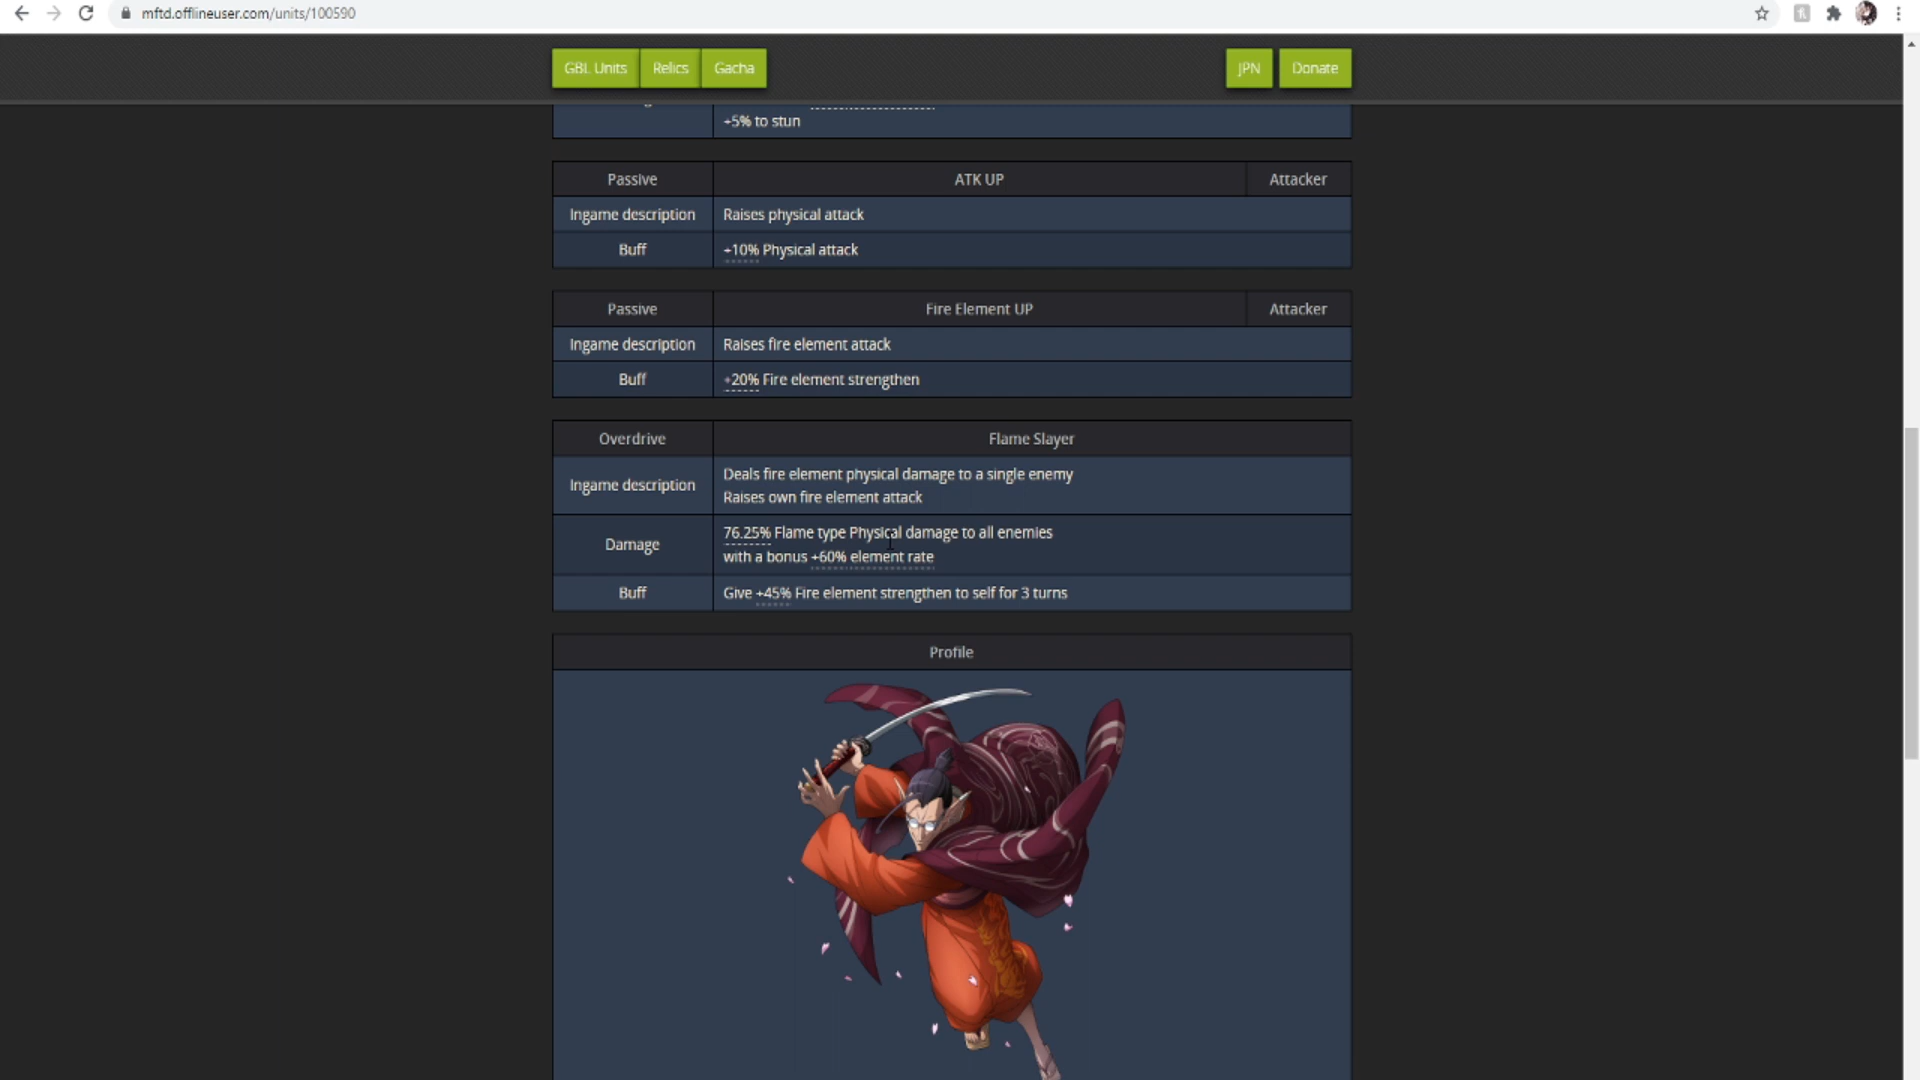 mftd.offlineuser.com/units/100590
GBL Units Relics Gacha JPN Donate
+5% to stun
Passive ATK UP Attacker
Ingame description Raises physical attack
Buff +10% Physical attack
Passive Fire Element UP Attacker
Ingame description Raises fire element attack
Buff +20% Fire element strengthen
Overdrive Flame Slayer
Ingame description Deals fire element physical damage to a single enemy
Raises own fire element attack
Damage 76.25% Flame type Physical damage to all enemies
with a bonus +60% element rate
Buff Give +45% Fire element strengthen to self for 3 turns
Profile